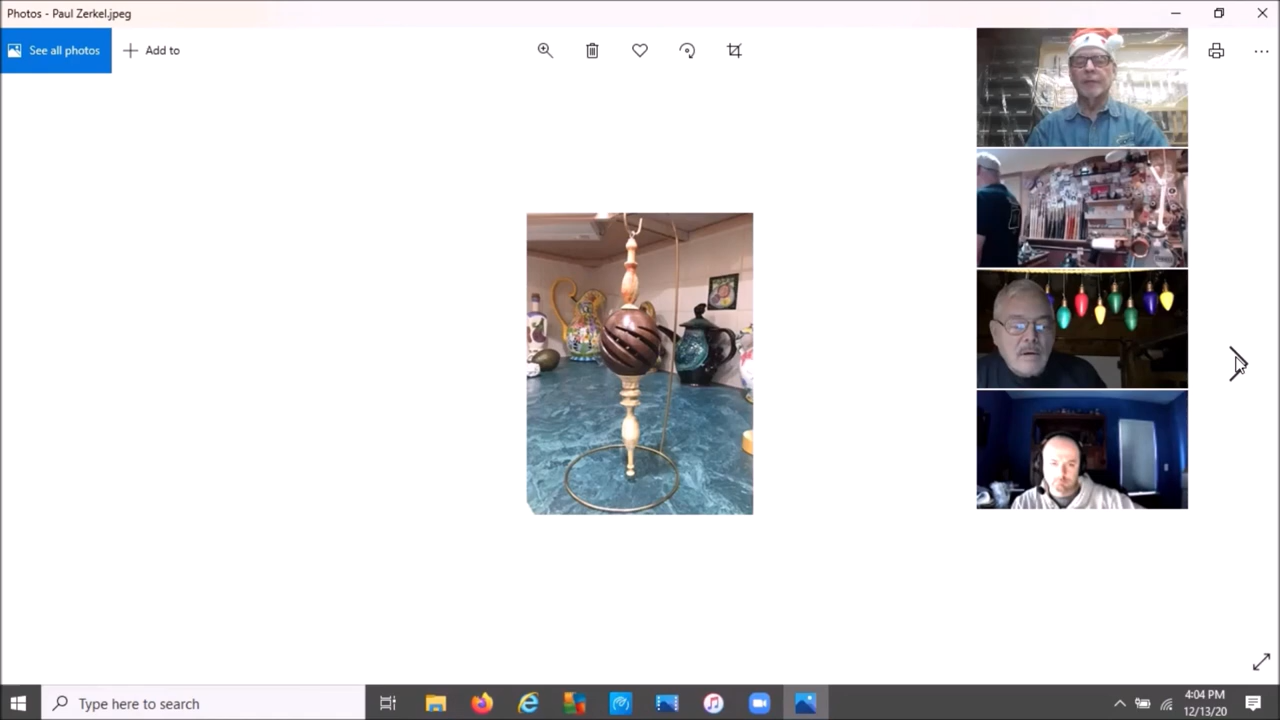 Photos - Paul Zerkel.jpeg
See all photos
Add to
Type here to search
4:04 PM
12/13/20